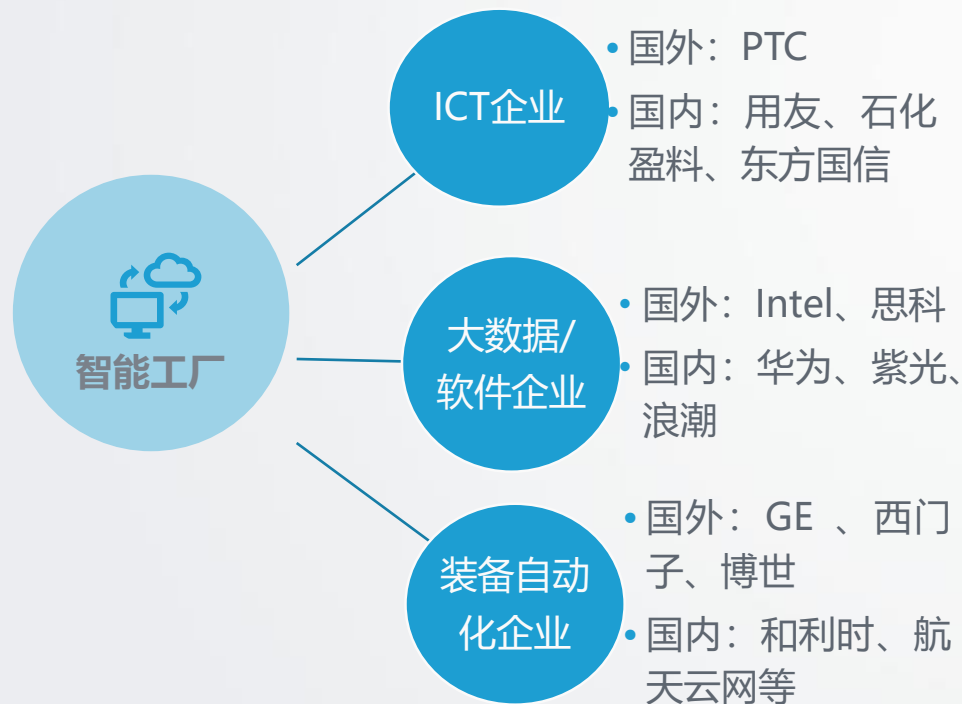 智能工厂
ICT企业
• 国外：PTC
• 国内：用友、石化
盈料、东方国信
大数据/
软件企业
• 国外：Intel、思科
• 国内：华为、紫光、
浪潮
装备自动
化企业
• 国外：GE 、西门
子、博世
• 国内：和利时、航
天云网等